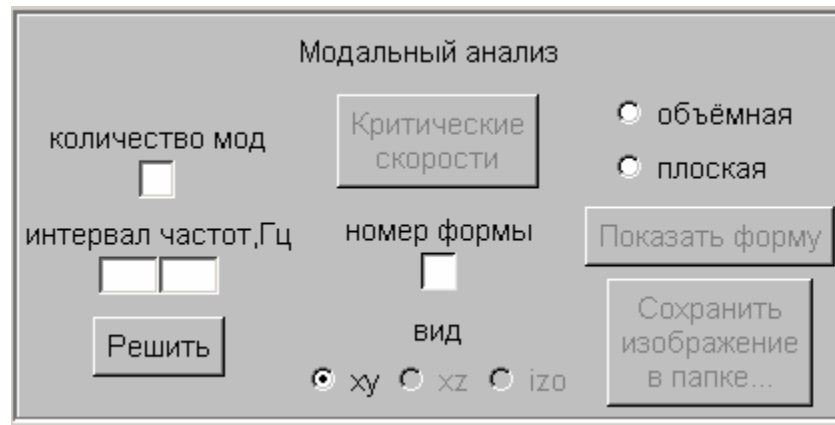 Модальный анализ
количество мод
интервал частот,Гц
Решить
Критические
скорости
номер формы
вид
xy xz izo
объёмная
плоская
Показать форму
Сохранить
изображение
в папке...